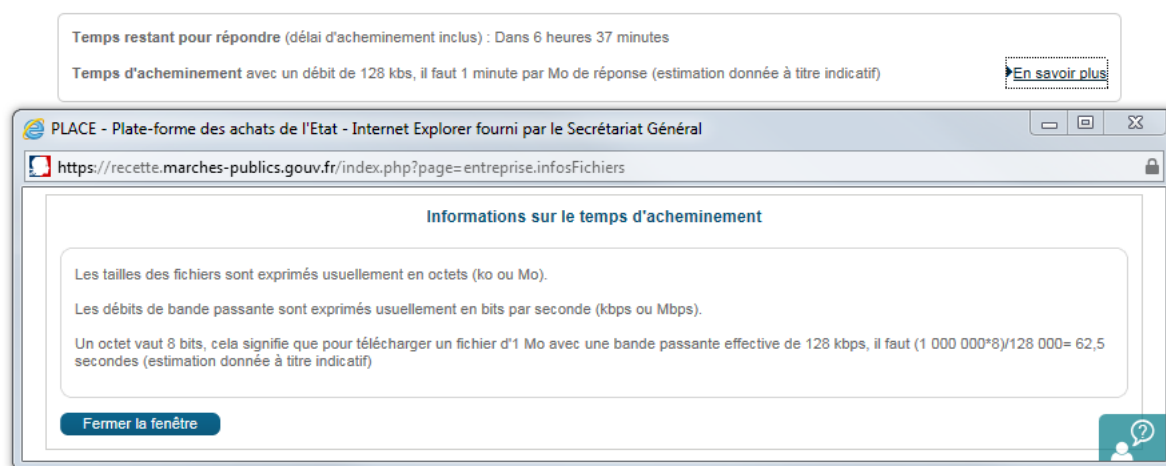 Temps restant pour répondre (délai d'acheminement inclus) : Dans 6 heures 37 minutes
Temps d'acheminement avec un débit de 128 kbs, il faut 1 minute par Mo de réponse (estimation donnée à titre indicatif) En savoir plus
PLACE - Plate-forme des achats de l'Etat - Internet Explorer fourni par le Secrétariat Général
https://recette.marches-publics.gouv.fr/index.php?page=entreprise.infosFichiers
Informations sur le temps d'acheminement
Les tailles des fichiers sont exprimés usuellement en octets (ko ou Mo).
Les débits de bande passante sont exprimés usuellement en bits par seconde (kbps ou Mbps).
Un octet vaut 8 bits, cela signifie que pour télécharger un fichier d'1 Mo avec une bande passante effective de 128 kbps, il faut (1 000 000*8)/128 000= 62,5
secondes (estimation donnée à titre indicatif)
Fermer la fenêtre